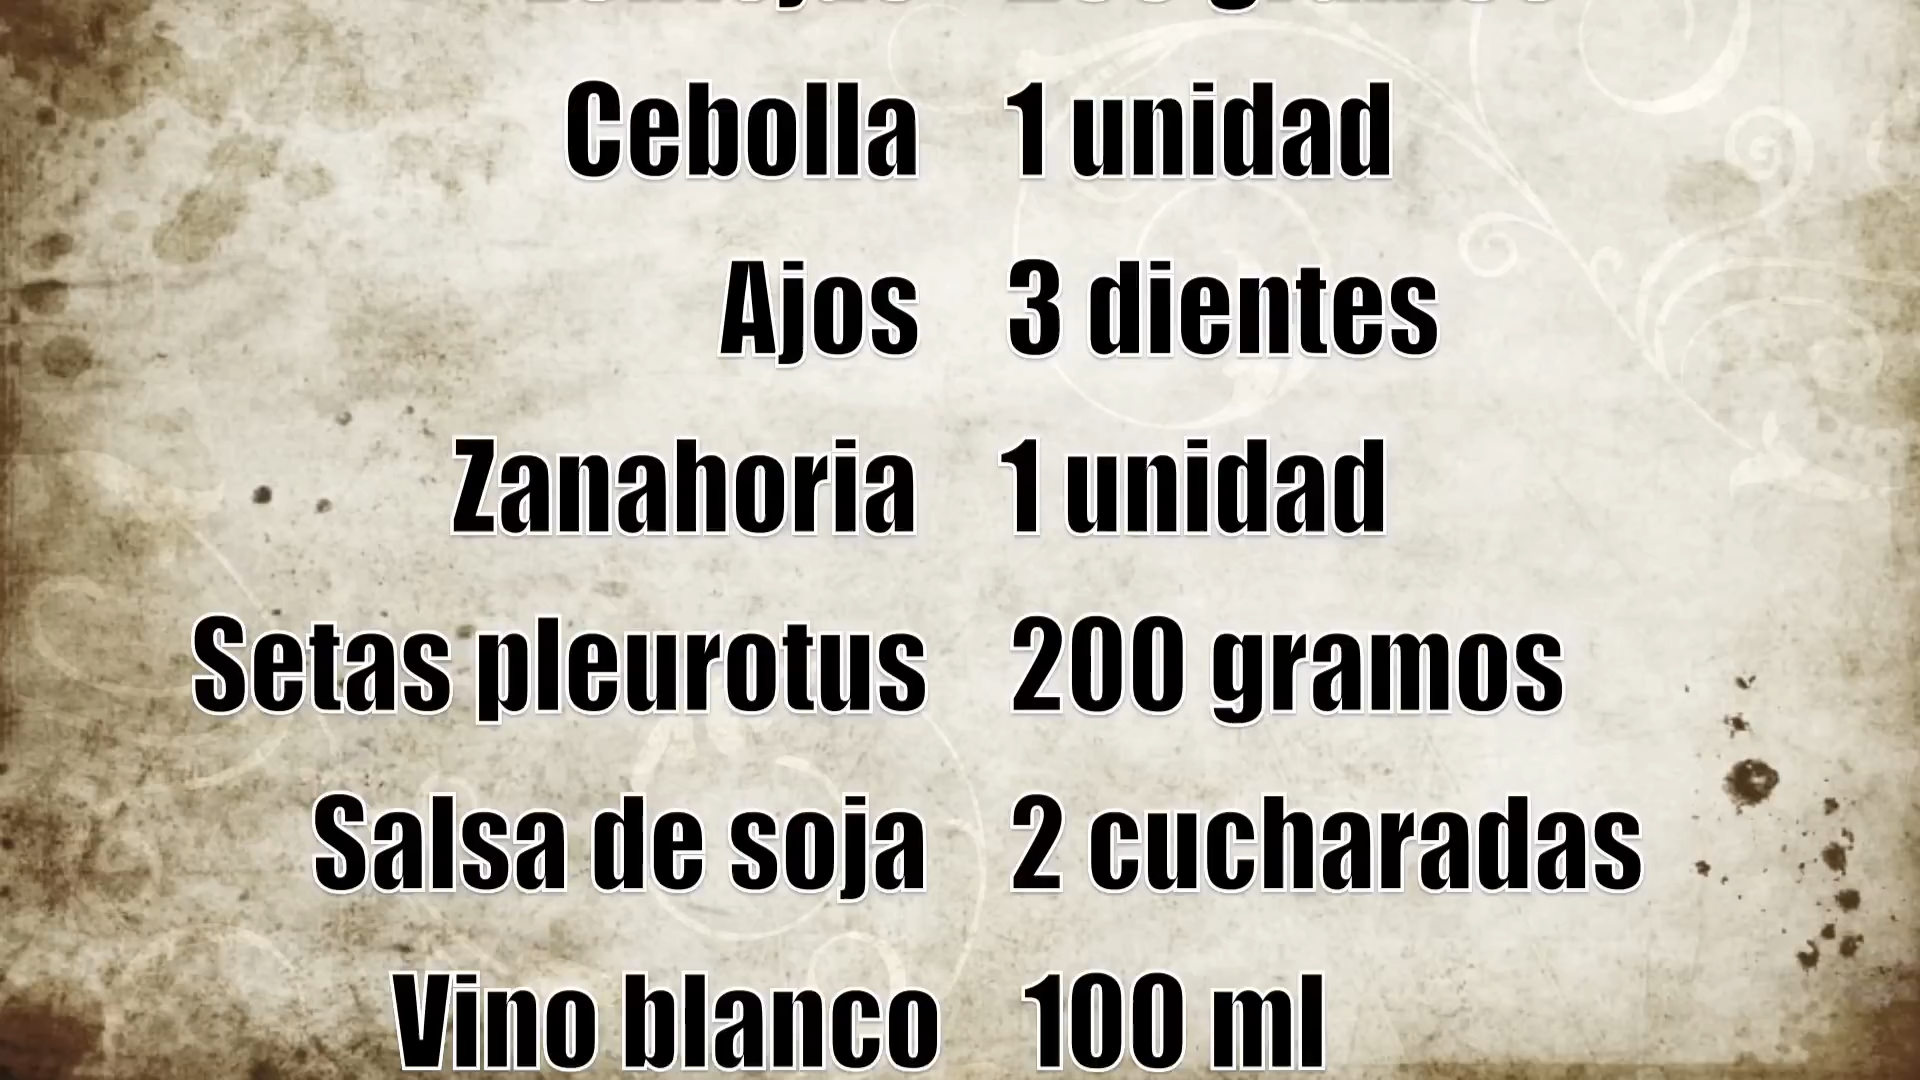 Cebolla 1 unidad
Ajos 3 dientes
Zanahoria 1 unidad
Setas pleurotus 200 gramos
Salsa de soja 2 cucharadas
Vino blanco 100 ml